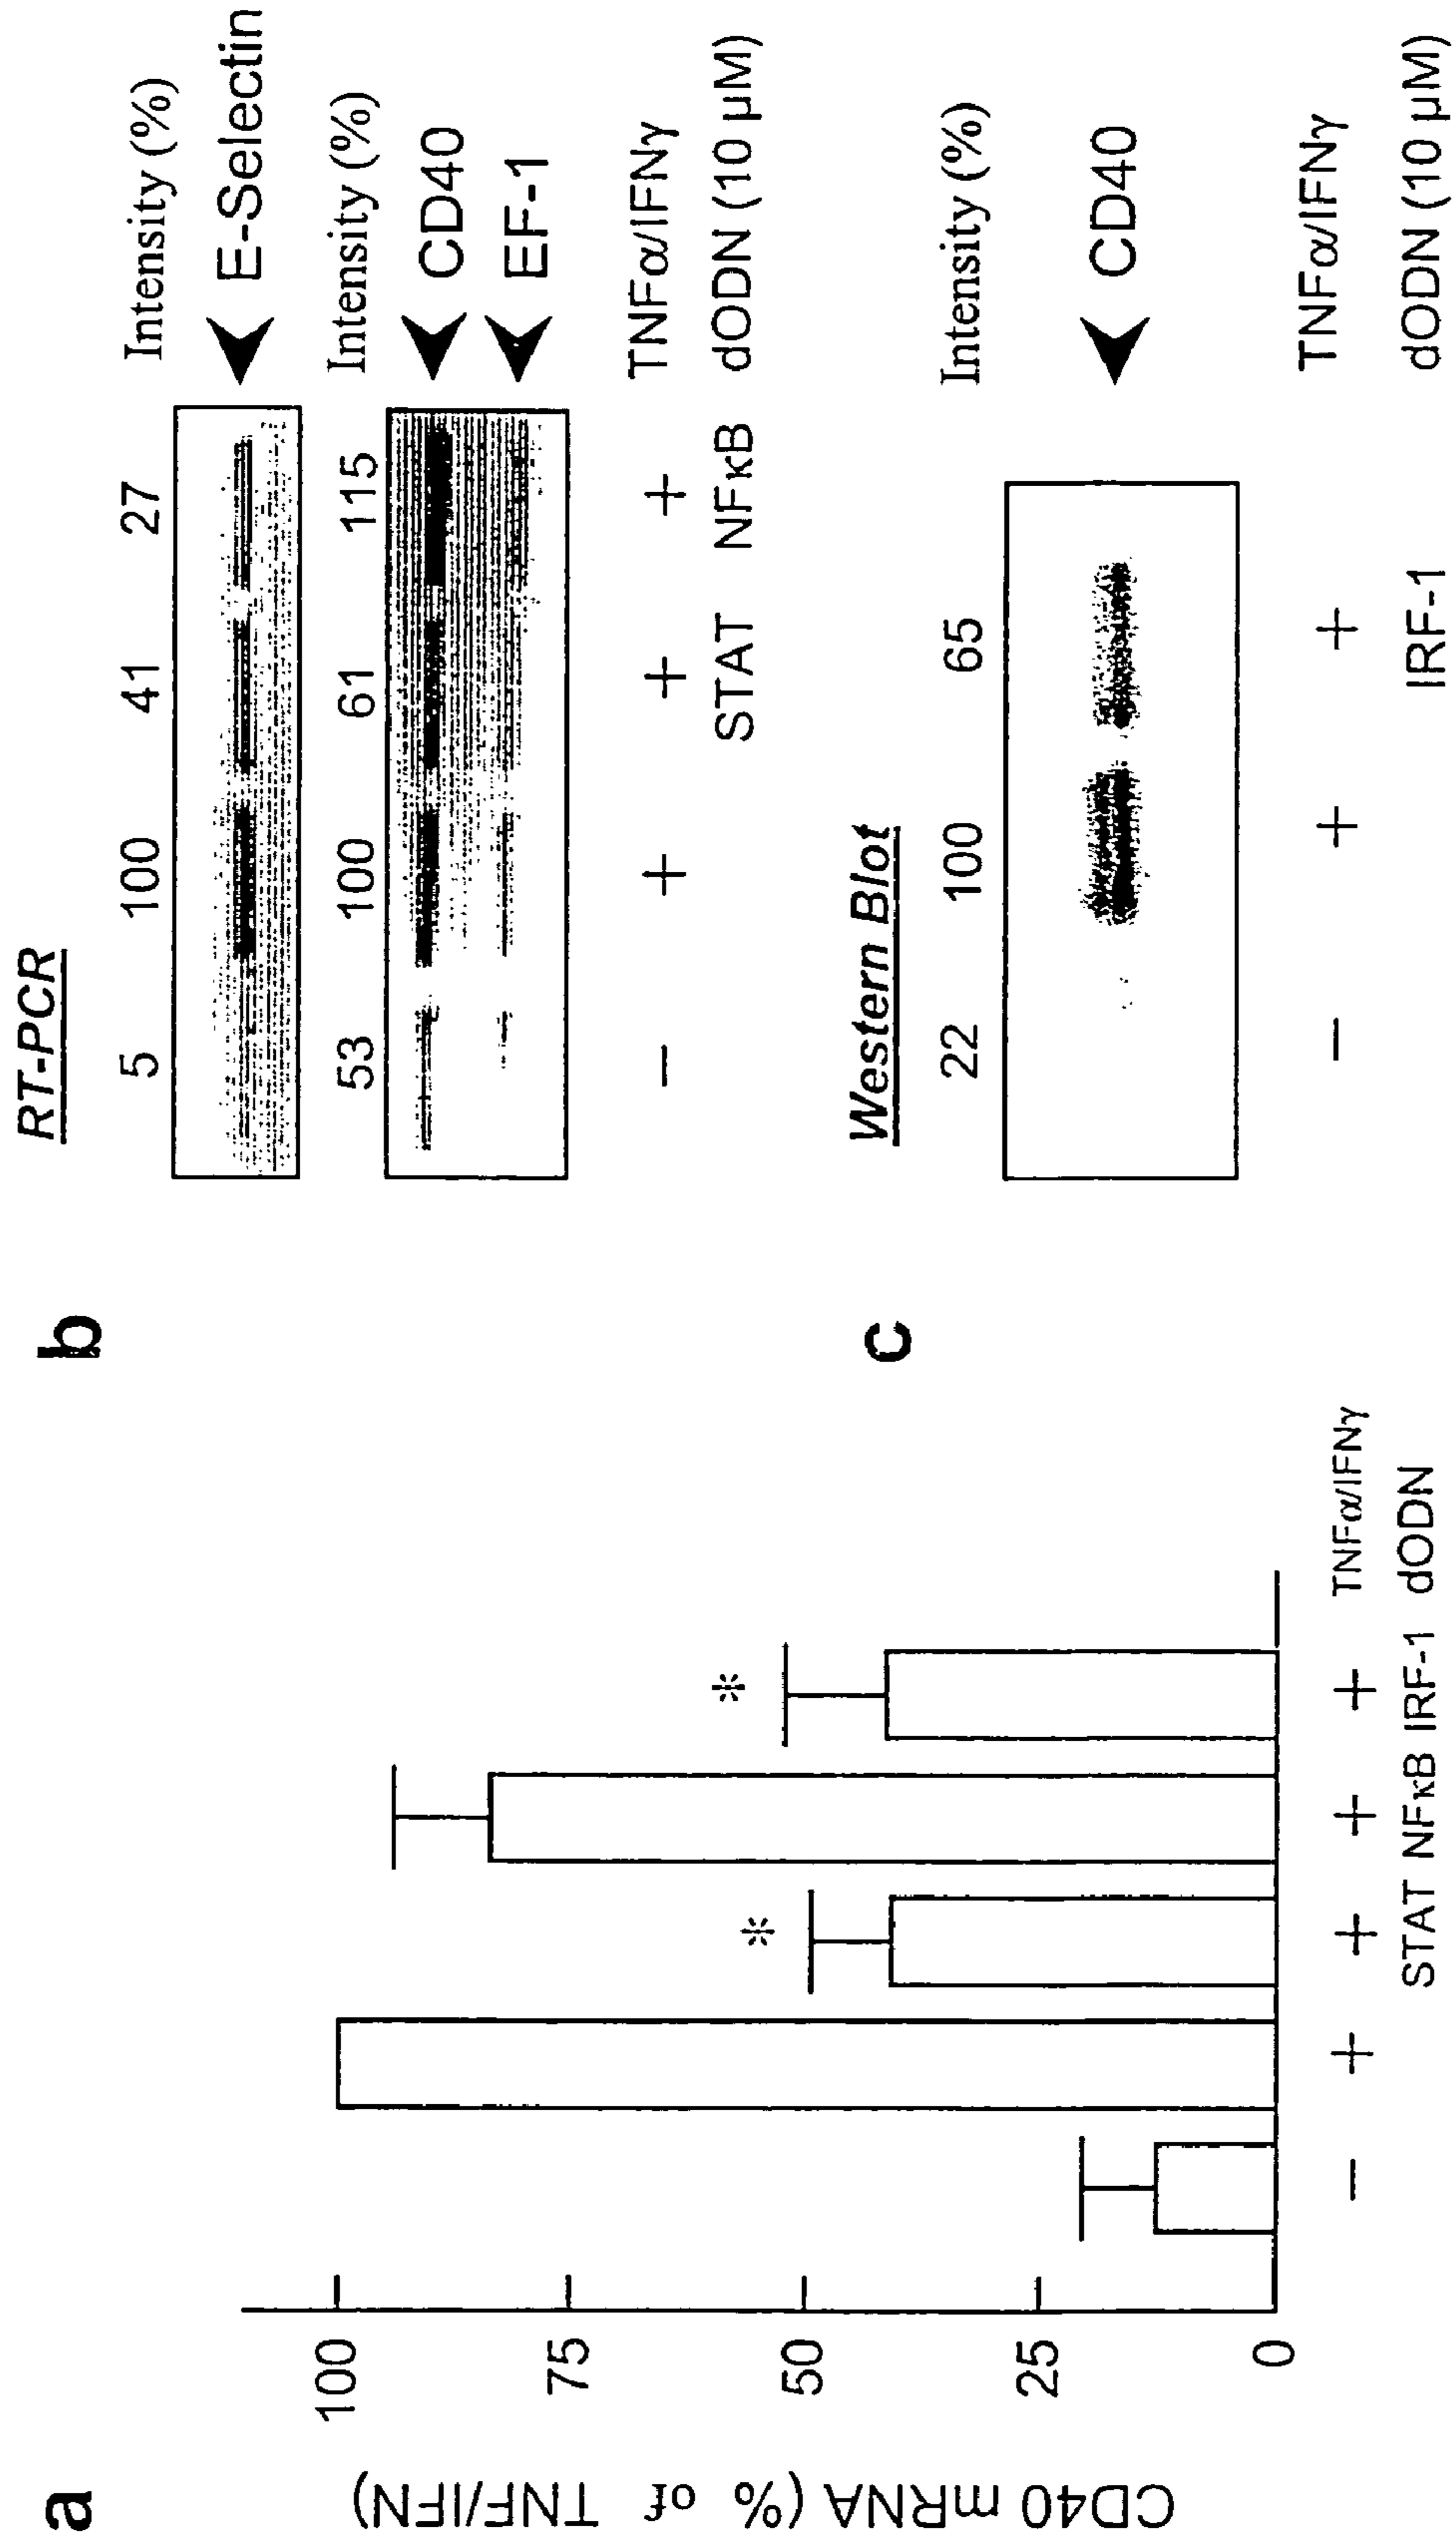 a
CD40 mRNA (% of TNF/IFN)
100
75
50
25
0
*
*
− + + + + TNFα/IFNγ
STAT NFκB IRF-1 dODN
b
RT-PCR
5 100 41 27 Intensity (%)
E-Selectin
53 100 61 115 Intensity (%)
CD40
EF-1
− + + + TNFα/IFNγ
STAT NFκB dODN (10 µM)
c
Western Blot
22 100 65 Intensity (%)
CD40
− + + TNFα/IFNγ
IRF-1 dODN (10 µM)